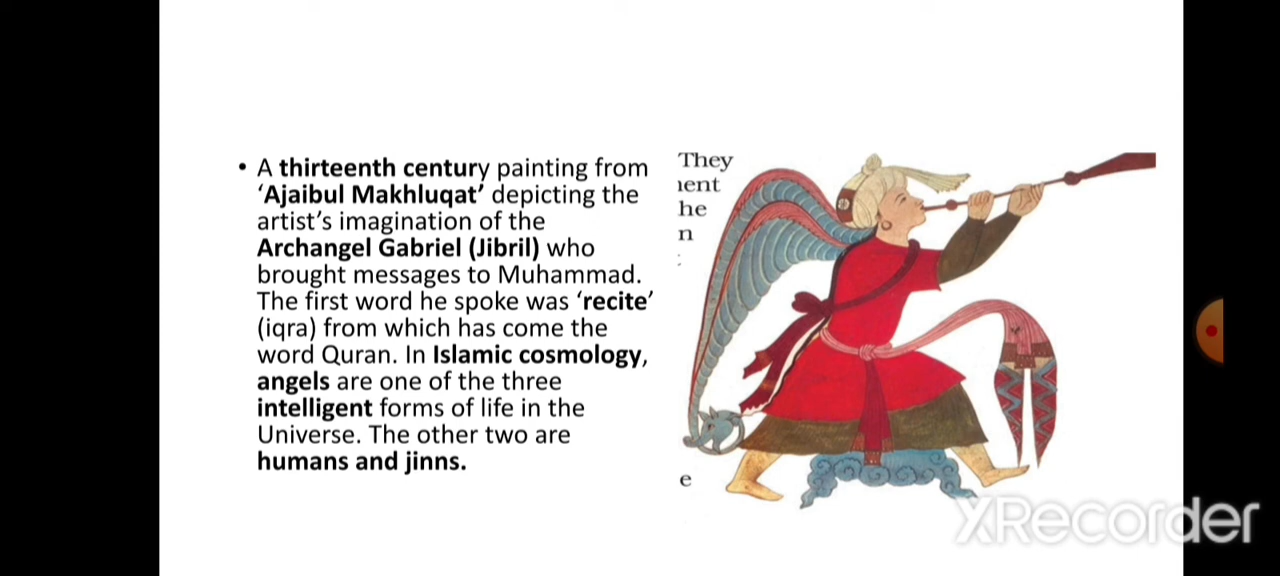 • A thirteenth century painting from
‘Ajaibul Makhluqat’ depicting the
artist’s imagination of the
Archangel Gabriel (Jibril) who
brought messages to Muhammad.
The first word he spoke was ‘recite’
(iqra) from which has come the
word Quran. In Islamic cosmology,
angels are one of the three
intelligent forms of life in the
Universe. The other two are
humans and jinns.
They
he
n
e
XRecorder